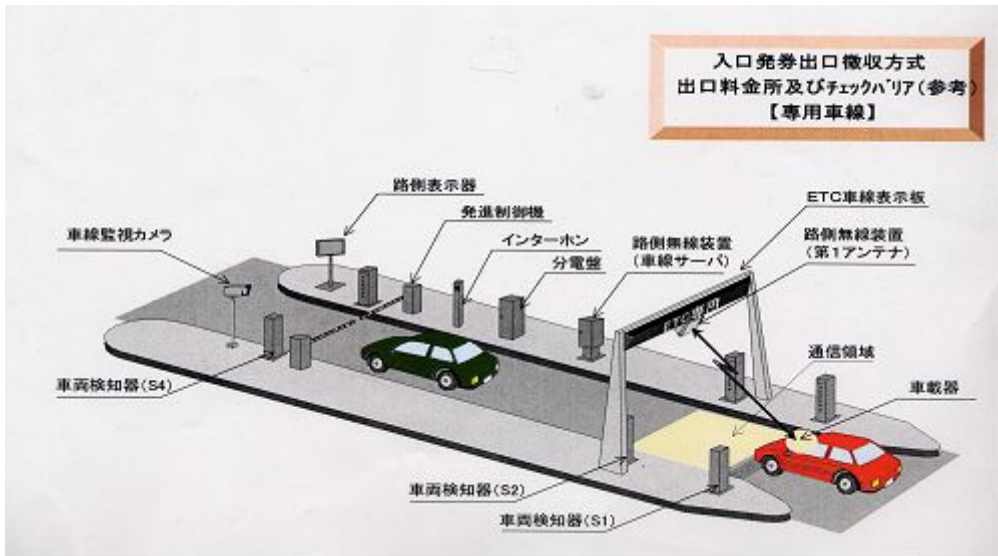 入口発券出口徴収方式
出口料金所及びチェックバリア(参考)
【専用車線】
路側表示器
発進制御機
ETC車線表示板
車線監視カメラ
インターホン
路側無線装置
(車線サーバ)
路側無線装置
(第1アンテナ)
分電盤
通信領域
車両検知器(S4)
車載器
車両検知器(S2)
車両検知器(S1)